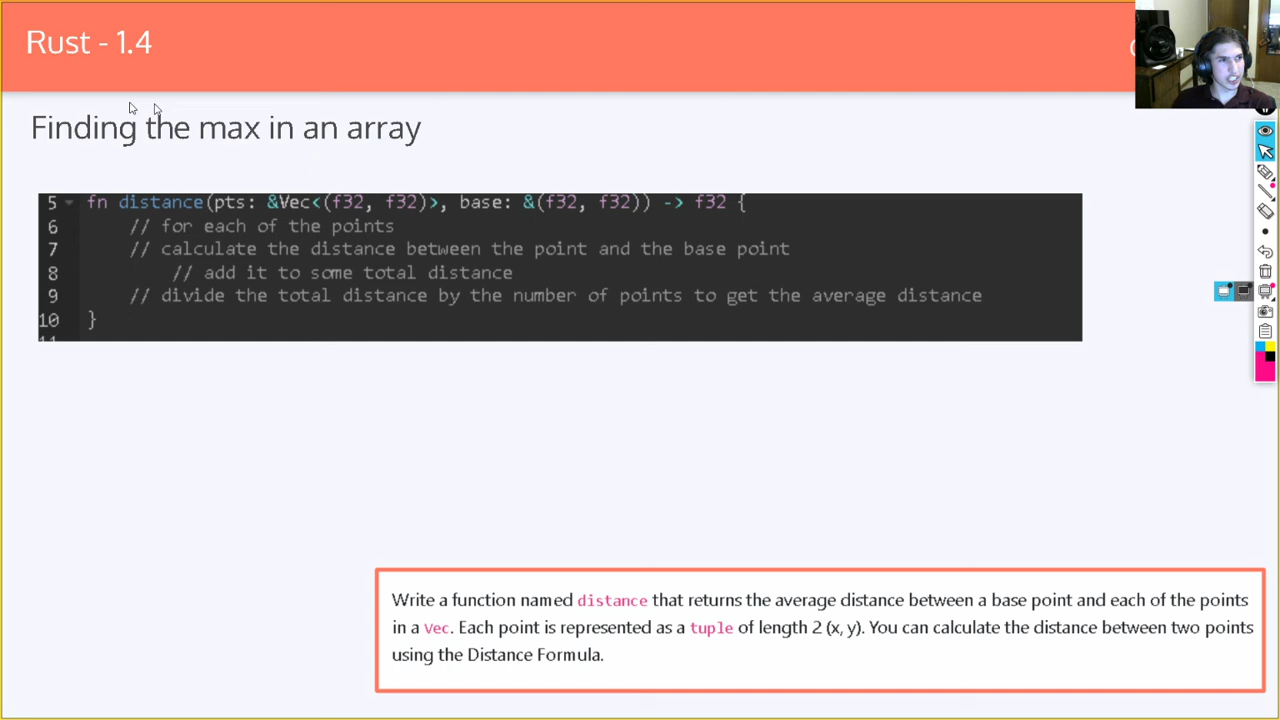 Rust - 1.4
Finding the max in an array
5 fn distance(pts: &Vec<(f32, f32)>, base: &(f32, f32)) -> f32 {
6 // for each of the points
7 // calculate the distance between the point and the base point
8 // add it to some total distance
9 // divide the total distance by the number of points to get the average distance
10 }
Write a function named distance that returns the average distance between a base point and each of the points
in a Vec. Each point is represented as a tuple of length 2 (x, y). You can calculate the distance between two points
using the Distance Formula.